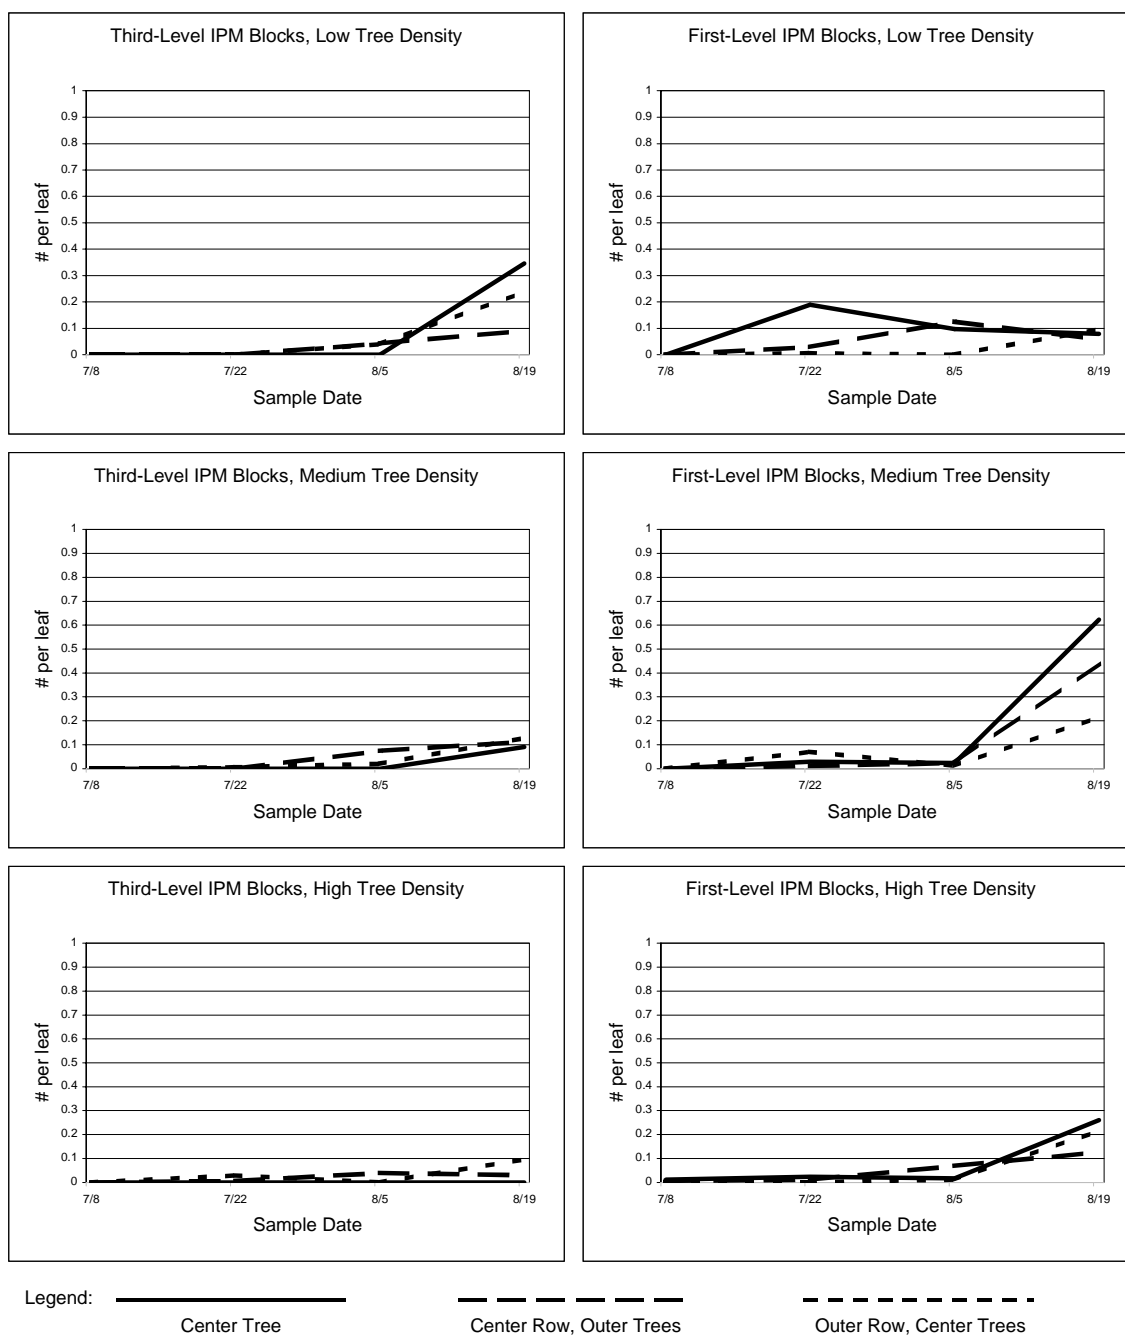 Third-Level IPM Blocks, Low Tree Density
1
0.9
0.8
0.7
0.6
0.5
0.4
0.3
0.2
0.1
0
# per leaf
7/8 7/22 8/5 8/19
Sample Date
First-Level IPM Blocks, Low Tree Density
1
0.9
0.8
0.7
0.6
0.5
0.4
0.3
0.2
0.1
0
# per leaf
7/8 7/22 8/5 8/19
Sample Date
Third-Level IPM Blocks, Medium Tree Density
1
0.9
0.8
0.7
0.6
0.5
0.4
0.3
0.2
0.1
0
# per leaf
7/8 7/22 8/5 8/19
Sample Date
First-Level IPM Blocks, Medium Tree Density
1
0.9
0.8
0.7
0.6
0.5
0.4
0.3
0.2
0.1
0
# per leaf
7/8 7/22 8/5 8/19
Sample Date
Third-Level IPM Blocks, High Tree Density
1
0.9
0.8
0.7
0.6
0.5
0.4
0.3
0.2
0.1
0
# per leaf
7/8 7/22 8/5 8/19
Sample Date
First-Level IPM Blocks, High Tree Density
1
0.9
0.8
0.7
0.6
0.5
0.4
0.3
0.2
0.1
0
# per leaf
7/8 7/22 8/5 8/19
Sample Date
Legend:
Center Tree
Center Row, Outer Trees
Outer Row, Center Trees